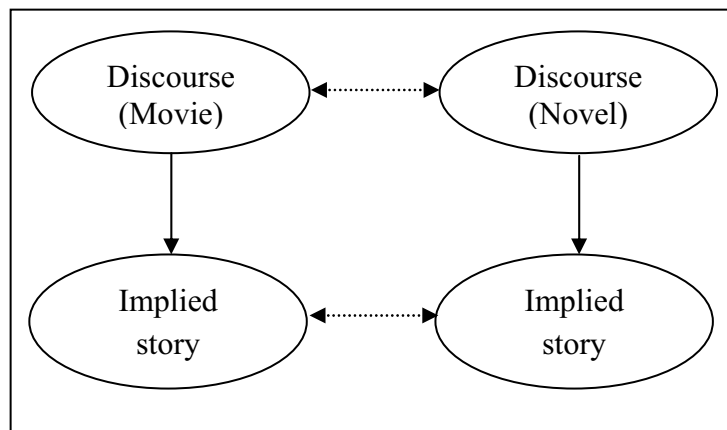 Discourse
(Movie)
Discourse
(Novel)
Implied
story
Implied
story